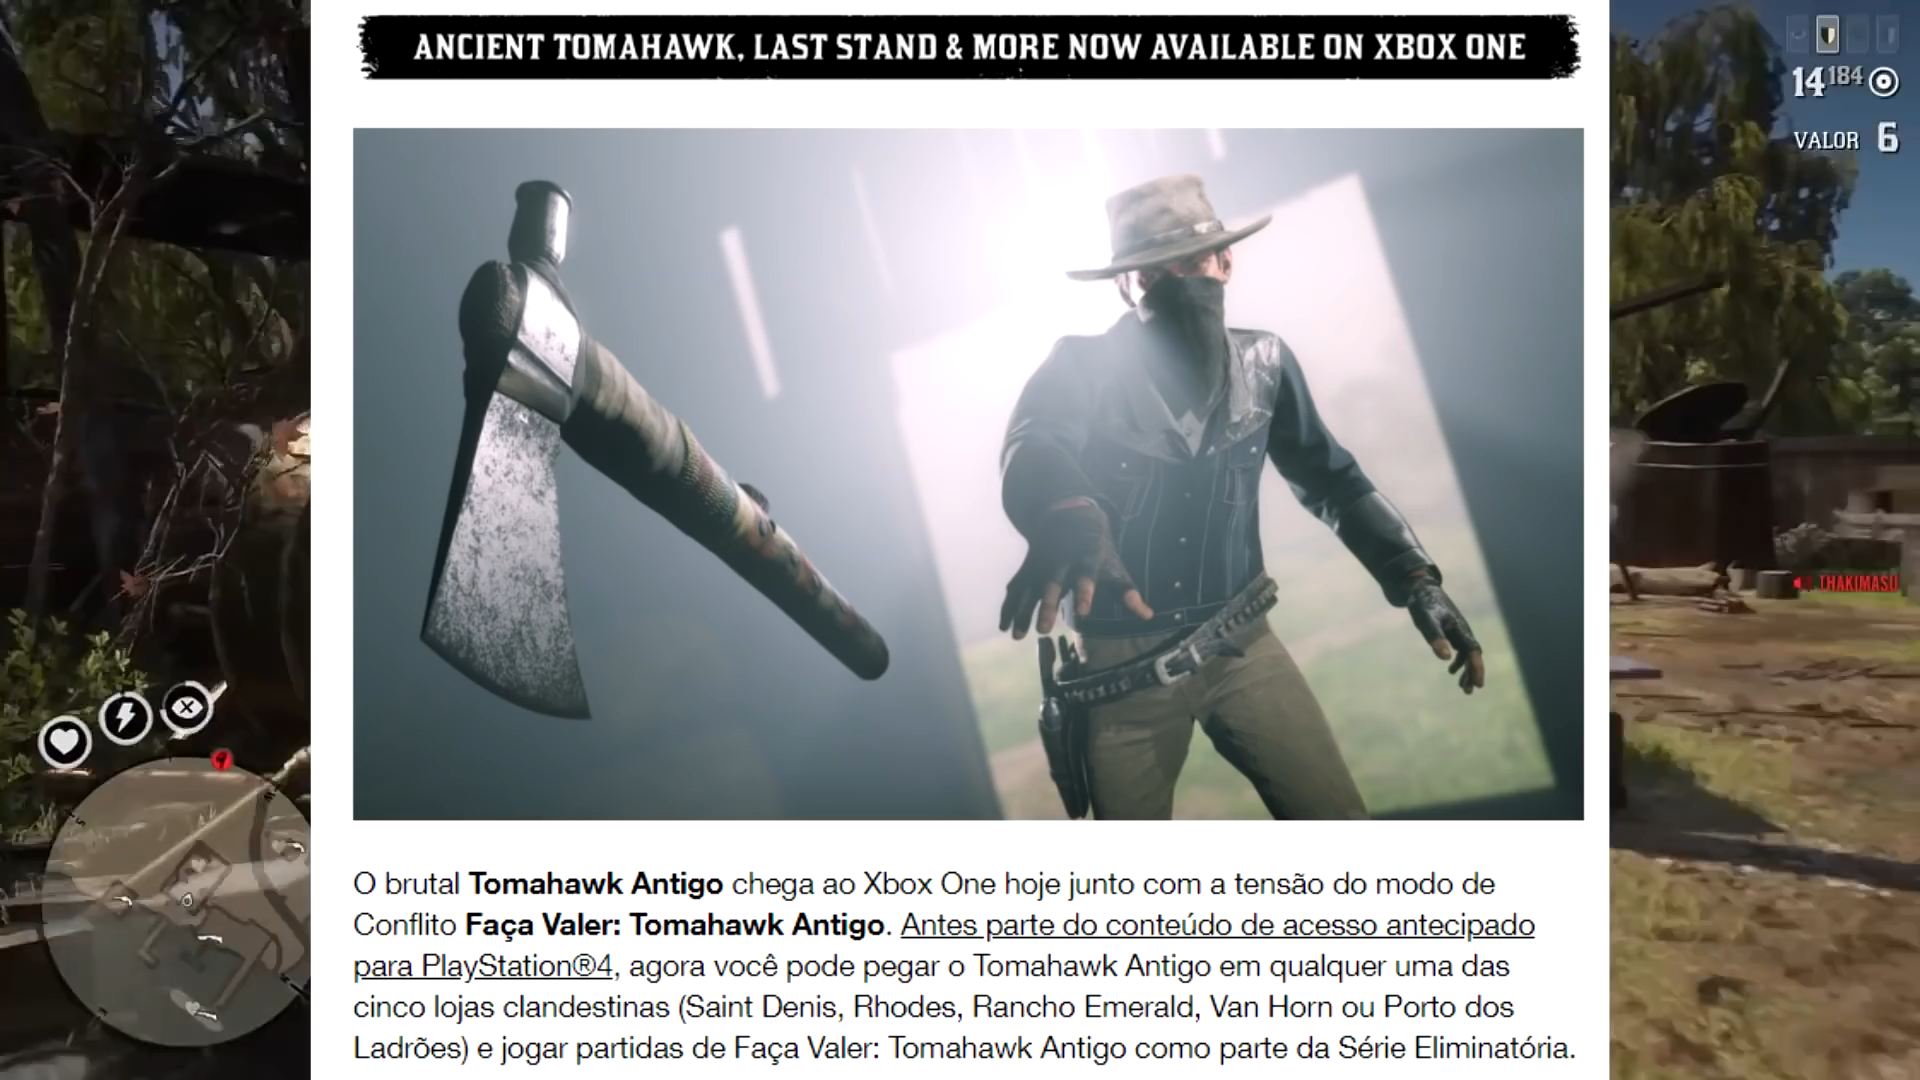 ANCIENT TOMAHAWK, LAST STAND & MORE NOW AVAILABLE ON XBOX ONE
14 184
VALOR 6
THAKIMASU
O brutal Tomahawk Antigo chega ao Xbox One hoje junto com a tensão do modo de
Conflito Faça Valer: Tomahawk Antigo. Antes parte do conteúdo de acesso antecipado
para PlayStation®4, agora você pode pegar o Tomahawk Antigo em qualquer uma das
cinco lojas clandestinas (Saint Denis, Rhodes, Rancho Emerald, Van Horn ou Porto dos
Ladrões) e jogar partidas de Faça Valer: Tomahawk Antigo como parte da Série Eliminatória.